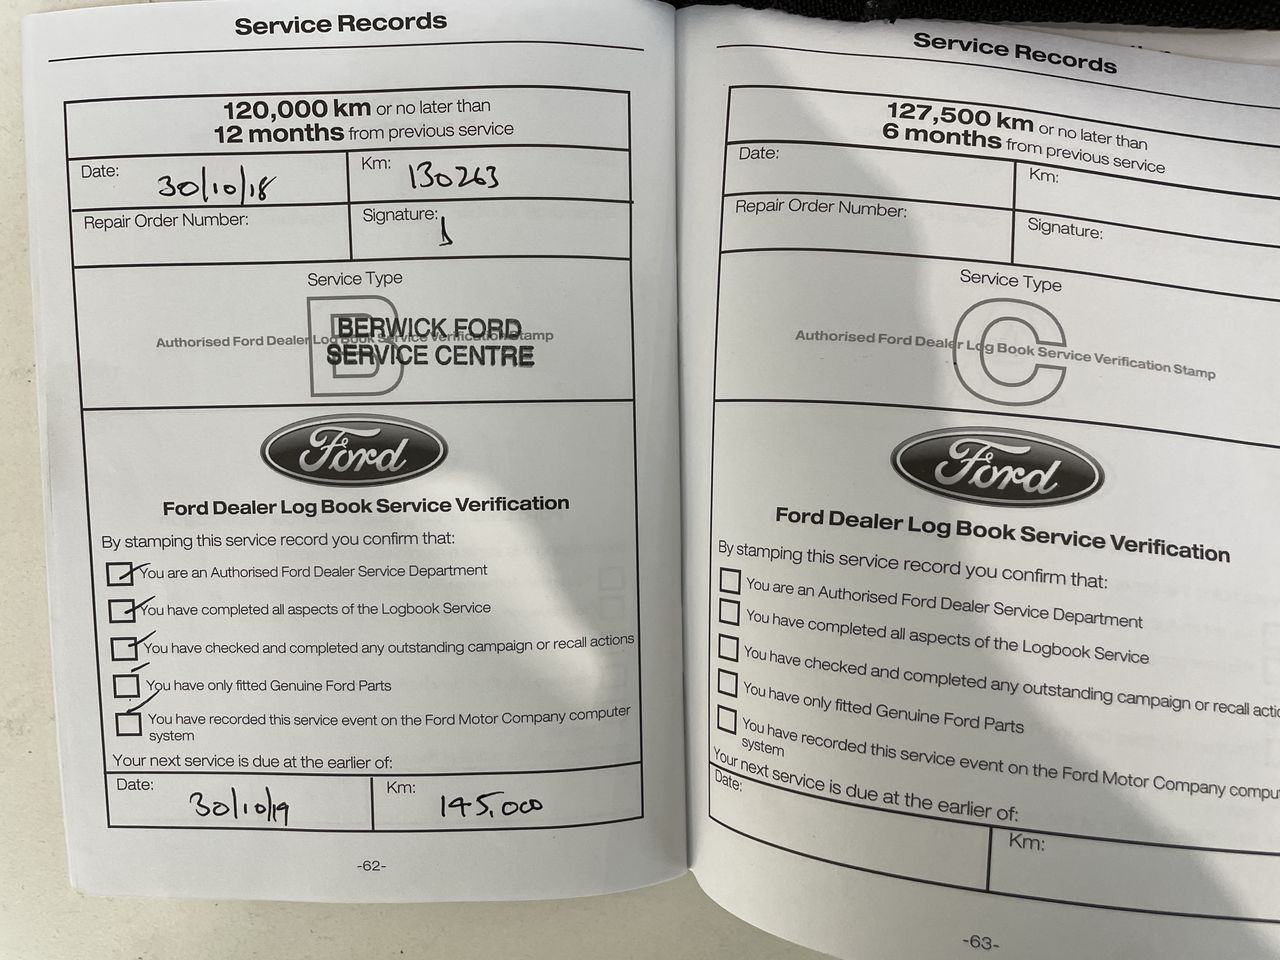 Service Records
120,000 km or no later than
12 months from previous service
Date: 30/10/18
Km: 130263
Repair Order Number:
Signature:
Service Type
B
Authorised Ford Dealer Log Book Service Verification Stamp
BERWICK FORD
SERVICE CENTRE
Ford
Ford Dealer Log Book Service Verification
By stamping this service record you confirm that:
You are an Authorised Ford Dealer Service Department
You have completed all aspects of the Logbook Service
You have checked and completed any outstanding campaign or recall actions
You have only fitted Genuine Ford Parts
You have recorded this service event on the Ford Motor Company computer
system
Your next service is due at the earlier of:
Date: 30/10/19
Km: 145,000
-62-
Service Records
127,500 km or no later than
6 months from previous service
Date:
Km:
Repair Order Number:
Signature:
Service Type
C
Authorised Ford Dealer Log Book Service Verification Stamp
Ford
Ford Dealer Log Book Service Verification
By stamping this service record you confirm that:
You are an Authorised Ford Dealer Service Department
You have completed all aspects of the Logbook Service
You have checked and completed any outstanding campaign or recall actio
You have only fitted Genuine Ford Parts
You have recorded this service event on the Ford Motor Company compu
system
Your next service is due at the earlier of:
Date:
Km:
-63-